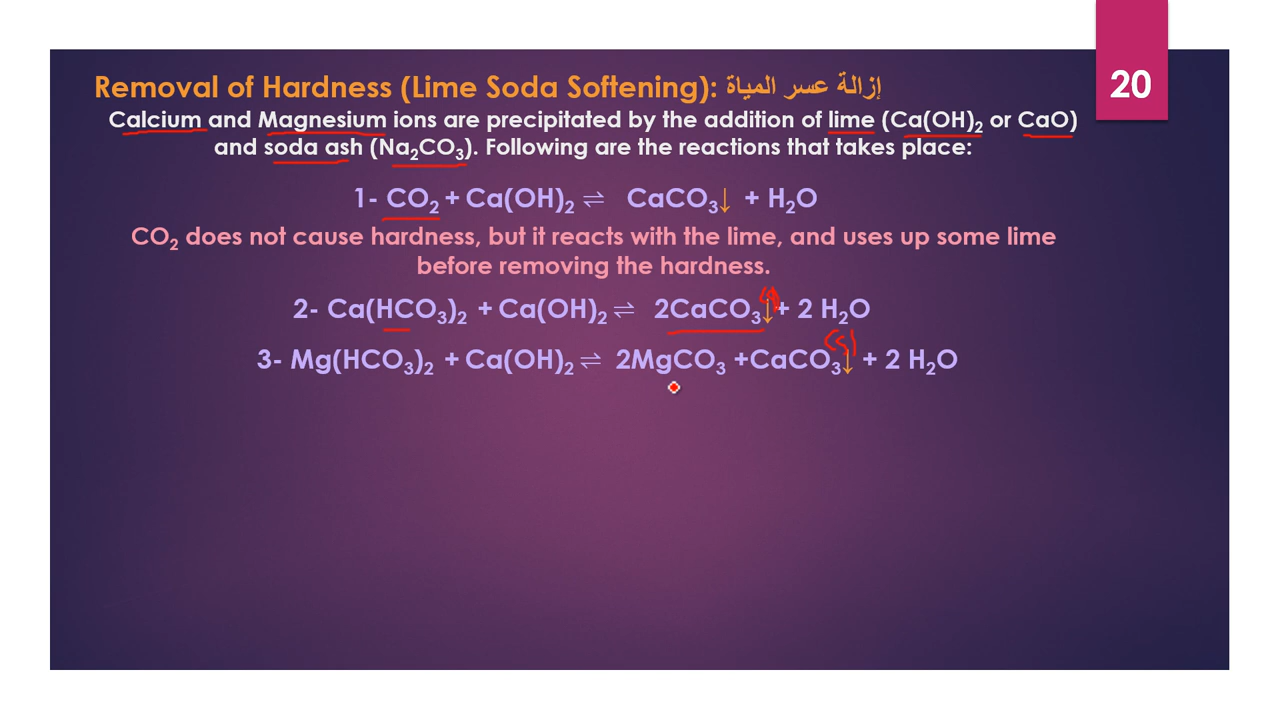 20
Removal of Hardness (Lime Soda Softening): إزالة عسر المياة
Calcium and Magnesium ions are precipitated by the addition of lime (Ca(OH)₂ or CaO)
and soda ash (Na₂CO₃). Following are the reactions that takes place:
1- CO₂ + Ca(OH)₂ ⇌ CaCO₃↓ + H₂O
CO₂ does not cause hardness, but it reacts with the lime, and uses up some lime
before removing the hardness.
2- Ca(HCO₃)₂ + Ca(OH)₂ ⇌ 2CaCO₃↓+ 2 H₂O
(s)
3- Mg(HCO₃)₂ + Ca(OH)₂ ⇌ 2MgCO₃ +CaCO₃↓ + 2 H₂O